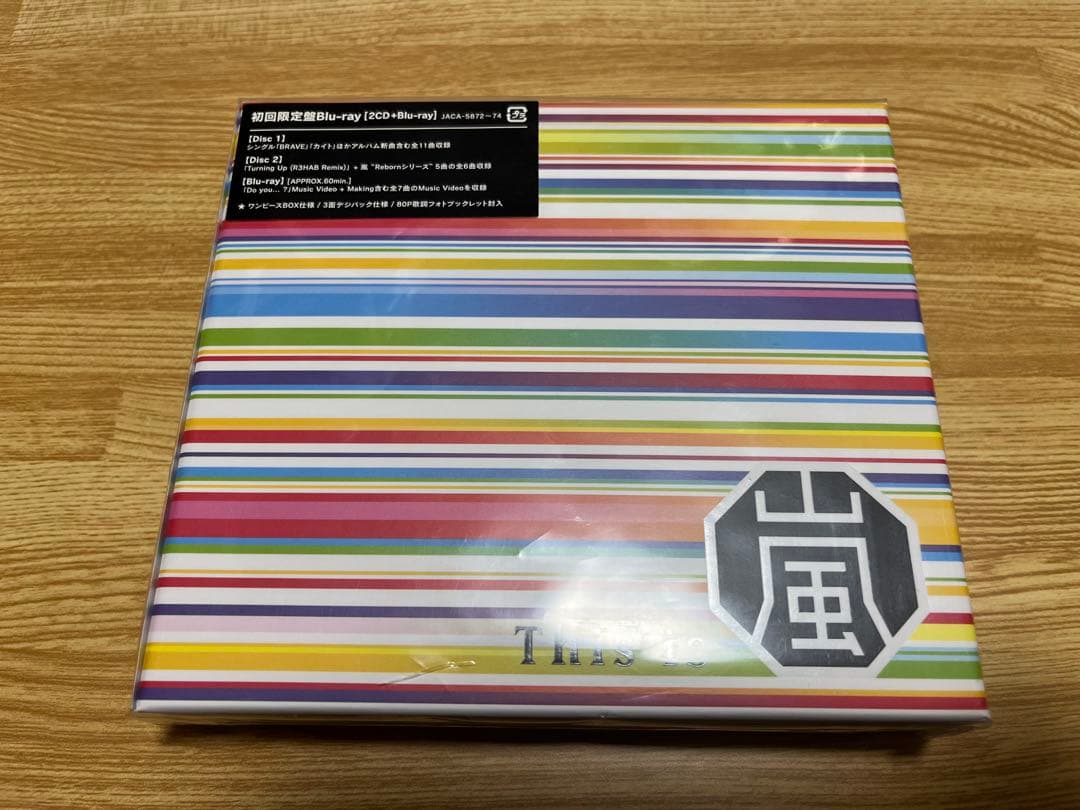 初回限定盤Blu-ray [2CD+Blu-ray] JACA-5872~74
【Disc 1】
シングル「BRAVE」「カイト」ほかアルバム新曲含む全11曲収録
【Disc 2】
「Turning Up (R3HAB Remix)」+ 嵐 "Rebornシリーズ" 5曲の全6曲収録
【Blu-ray】[APPROX.60min.]
「Do you... ?」Music Video + Making含む全7曲のMusic Videoを収録
★ ワンピースBOX仕様 / 3面デジパック仕様 / 80P歌詞フォトブックレット封入
This is 嵐